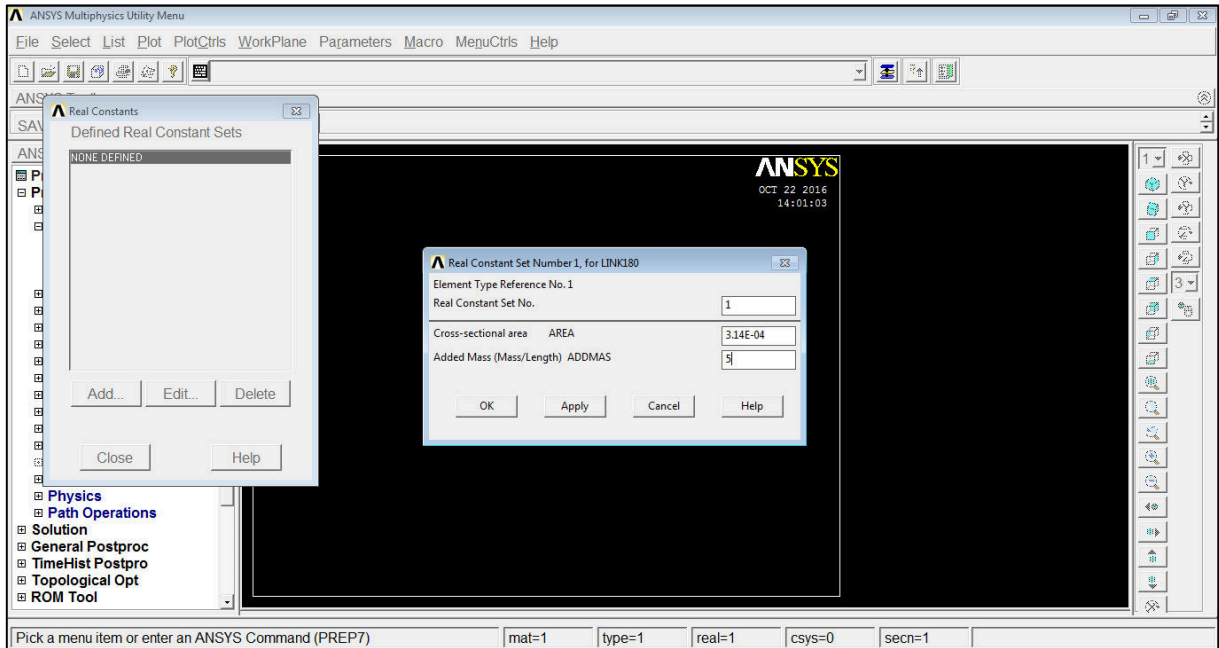 ANSYS Multiphysics Utility Menu
File Select List Plot PlotCtrls WorkPlane Parameters Macro MenuCtrls Help
ANSYS
SAV
Real Constants
Defined Real Constant Sets
NONE DEFINED
Add... Edit... Delete
Close Help
ANS
P
P
Physics
Path Operations
Solution
General Postproc
TimeHist Postpro
Topological Opt
ROM Tool
ANSYS
OCT 22 2016
14:01:03
Real Constant Set Number 1, for LINK180
Element Type Reference No. 1
Real Constant Set No. 1
Cross-sectional area AREA 3.14E-04
Added Mass (Mass/Length) ADDMAS 5
OK Apply Cancel Help
1
3
Pick a menu item or enter an ANSYS Command (PREP7) mat=1 type=1 real=1 csys=0 secn=1